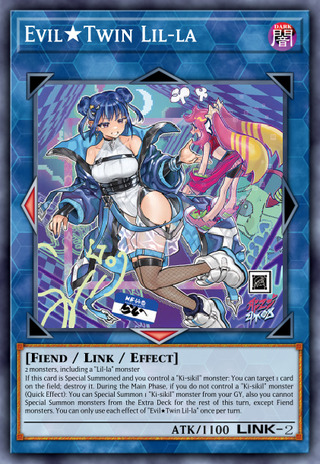 Evil★Twin Lil-la
DARK
闇
[Fiend / Link / Effect]
2 monsters, including a "Lil-la" monster
If this card is Special Summoned and you control a "Ki-sikil" monster: You can target 1 card
on the field; destroy it. During the Main Phase, if you do not control a "Ki-sikil" monster
(Quick Effect): You can Special Summon 1 "Ki-sikil" monster from your GY, also you cannot
Special Summon monsters from the Extra Deck for the rest of this turn, except Fiend
monsters. You can only use each effect of "Evil★Twin Lil-la" once per turn.
ATK/1100 LINK-2